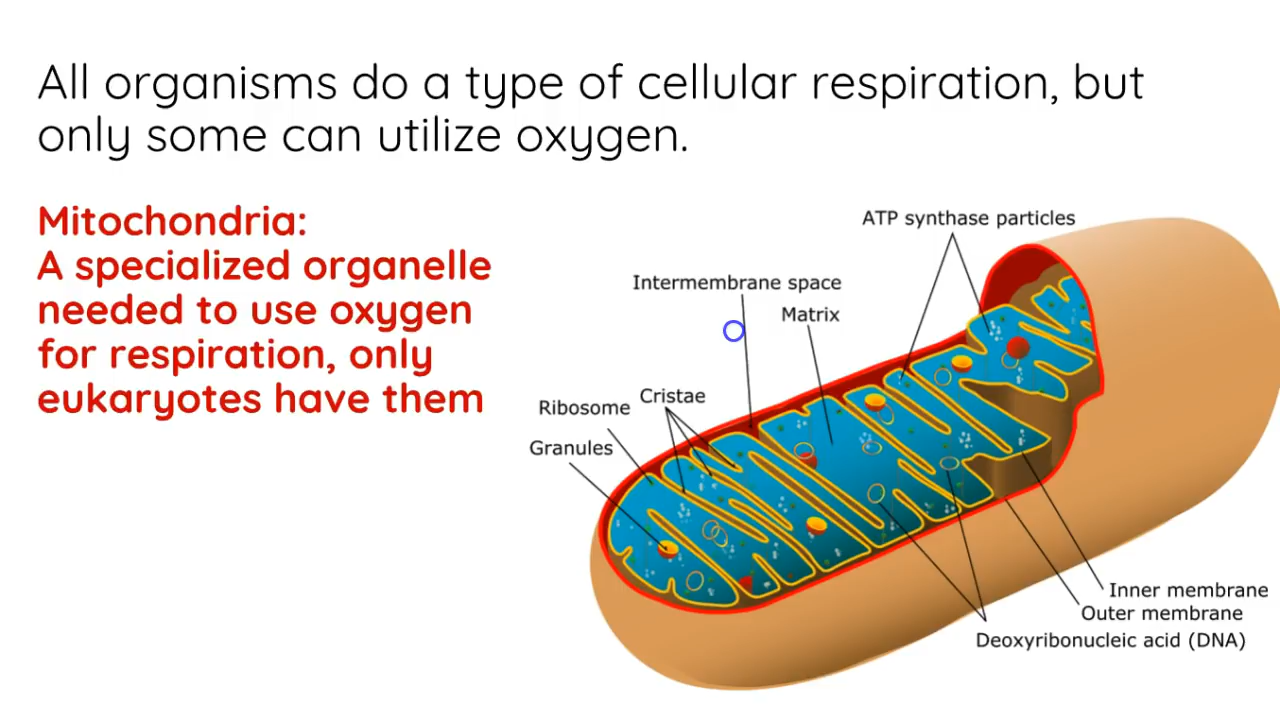 All organisms do a type of cellular respiration, but
only some can utilize oxygen.
Mitochondria:
A specialized organelle
needed to use oxygen
for respiration, only
eukaryotes have them
ATP synthase particles
Intermembrane space
Matrix
Cristae
Ribosome
Granules
Inner membrane
Outer membrane
Deoxyribonucleic acid (DNA)